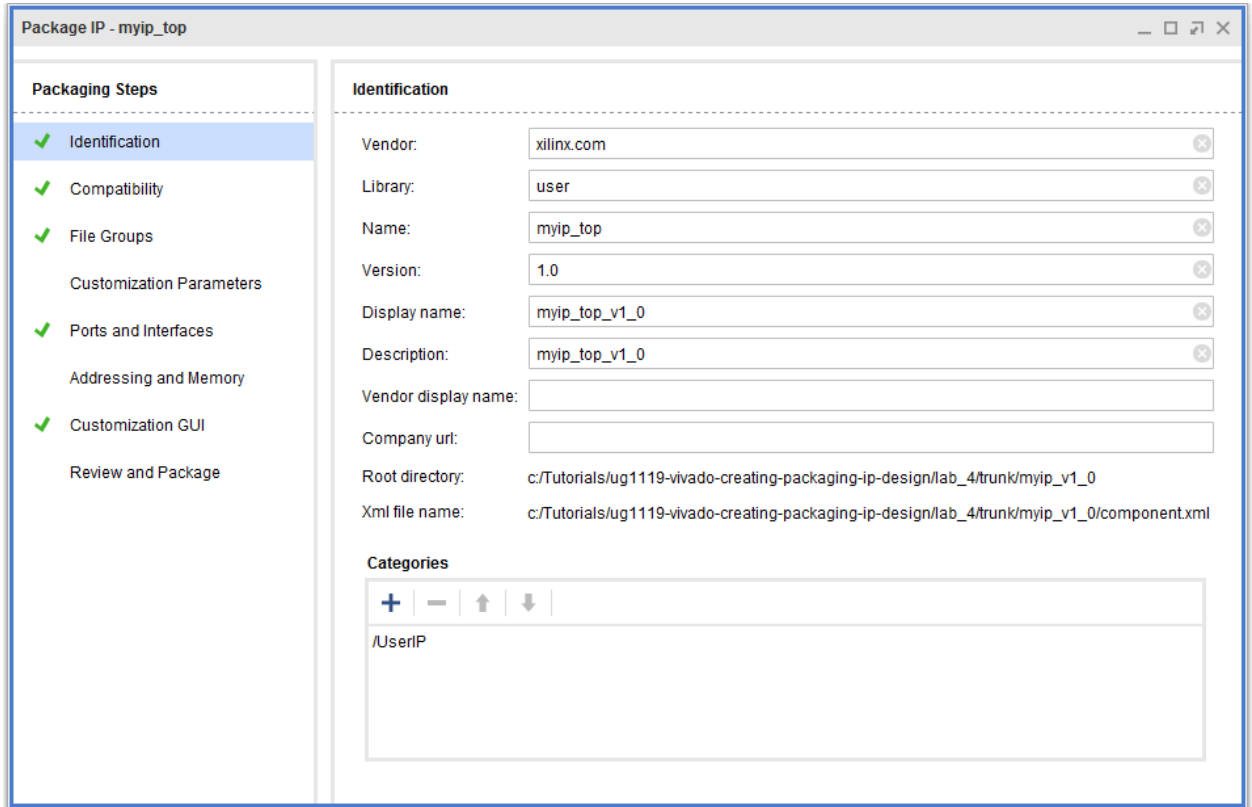 Package IP - myip_top
Packaging Steps
Identification
Compatibility
File Groups
Customization Parameters
Ports and Interfaces
Addressing and Memory
Customization GUI
Review and Package
Identification
Vendor: xilinx.com
Library: user
Name: myip_top
Version: 1.0
Display name: myip_top_v1_0
Description: myip_top_v1_0
Vendor display name:
Company url:
Root directory: c:/Tutorials/ug1119-vivado-creating-packaging-ip-design/lab_4/trunk/myip_v1_0
Xml file name: c:/Tutorials/ug1119-vivado-creating-packaging-ip-design/lab_4/trunk/myip_v1_0/component.xml
Categories
/UserIP